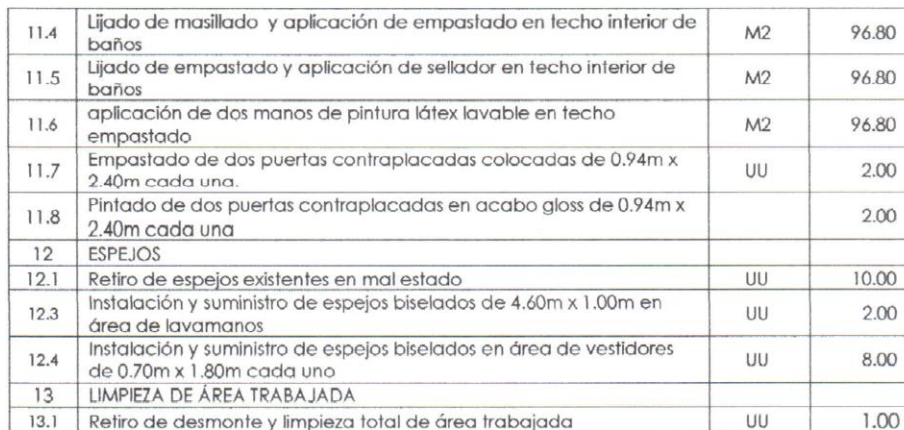 11.4 Lijado de masillado y aplicación de empastado en techo interior de
baños M2 96.80
11.5 Lijado de empastado y aplicación de sellador en techo interior de
baños M2 96.80
11.6 aplicación de dos manos de pintura látex lavable en techo
empastado M2 96.80
11.7 Empastado de dos puertas contraplacadas colocadas de 0.94m x
2.40m cada una. UU 2.00
11.8 Pintado de dos puertas contraplacadas en acabo gloss de 0.94m x
2.40m cada una 2.00
12 ESPEJOS
12.1 Retiro de espejos existentes en mal estado UU 10.00
12.3 Instalación y suministro de espejos biselados de 4.60m x 1.00m en
área de lavamanos UU 2.00
12.4 Instalación y suministro de espejos biselados en área de vestidores
de 0.70m x 1.80m cada uno UU 8.00
13 LIMPIEZA DE ÁREA TRABAJADA
13.1 Retiro de desmonte y limpieza total de área trabajada UU 1.00